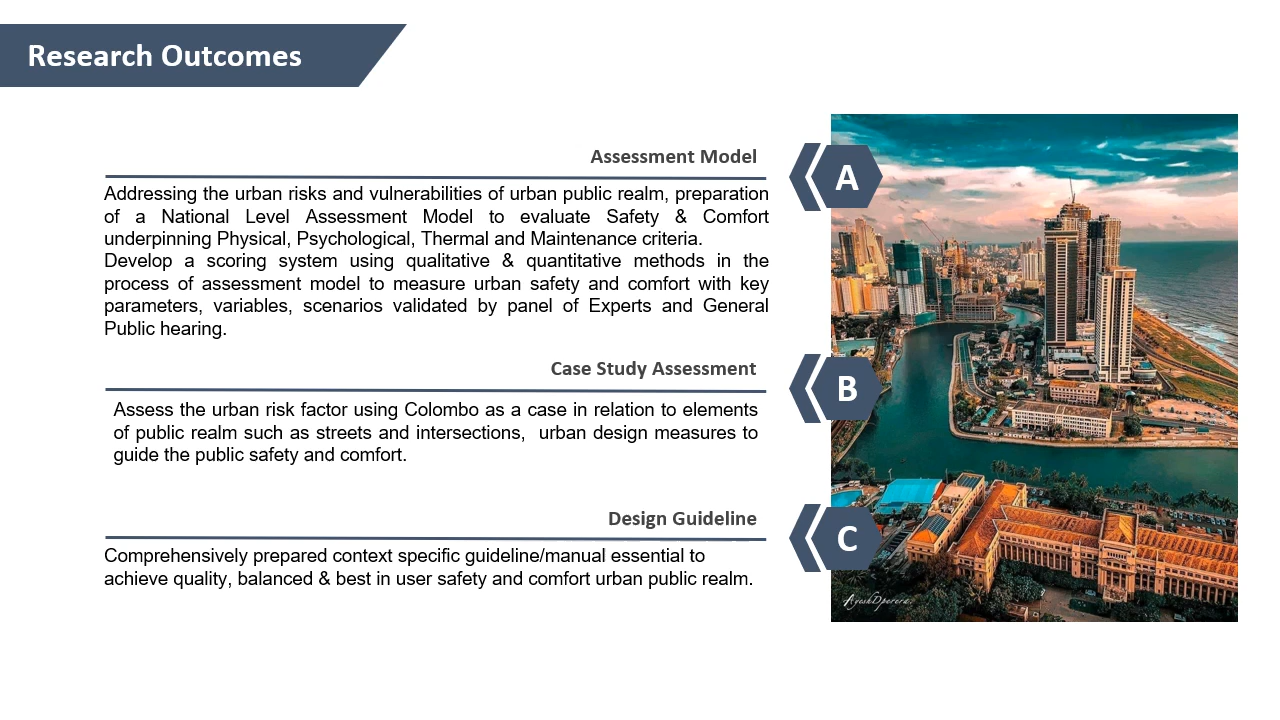 Research Outcomes
Assessment Model
A
Addressing the urban risks and vulnerabilities of urban public realm, preparation
of a National Level Assessment Model to evaluate Safety & Comfort
underpinning Physical, Psychological, Thermal and Maintenance criteria.
Develop a scoring system using qualitative & quantitative methods in the
process of assessment model to measure urban safety and comfort with key
parameters, variables, scenarios validated by panel of Experts and General
Public hearing.
Case Study Assessment
B
Assess the urban risk factor using Colombo as a case in relation to elements
of public realm such as streets and intersections, urban design measures to
guide the public safety and comfort.
Design Guideline
C
Comprehensively prepared context specific guideline/manual essential to
achieve quality, balanced & best in user safety and comfort urban public realm.
AyeshDperera